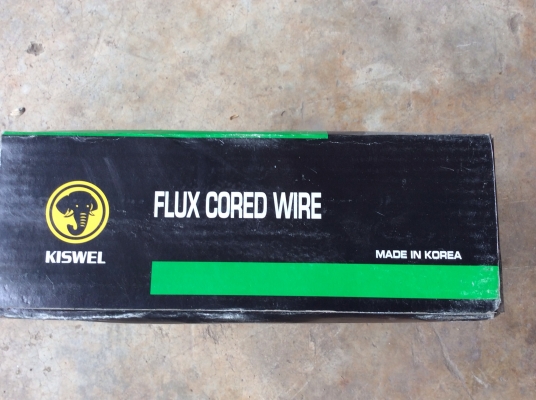 FLUX CORED WIRE
KISWEL
MADE IN KOREA